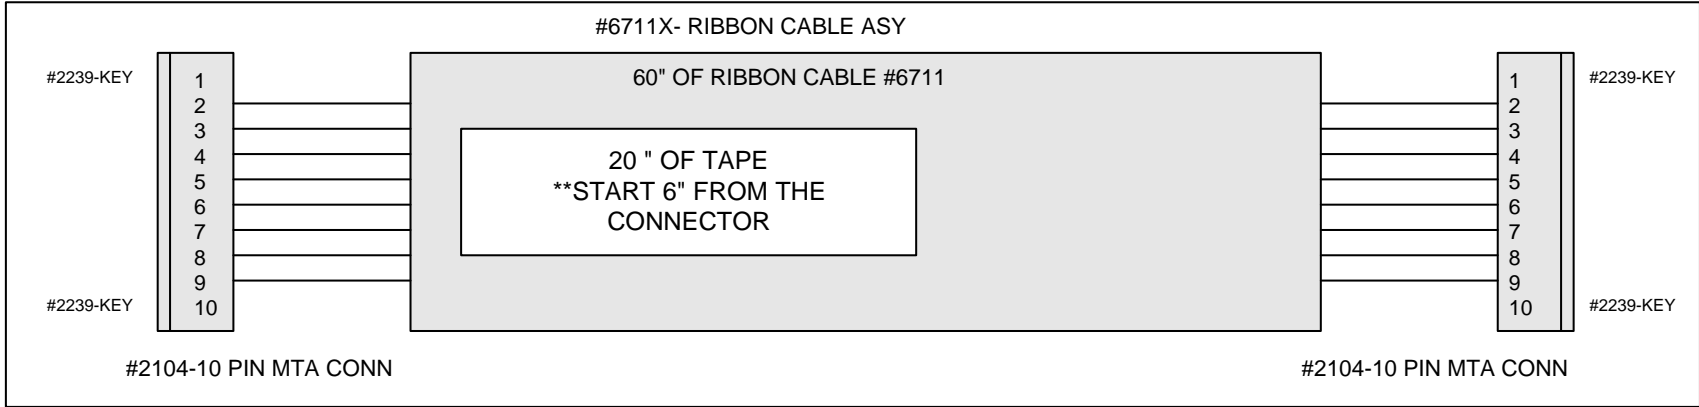 #6711X- RIBBON CABLE ASY
60" OF RIBBON CABLE #6711
#2239-KEY
1
2
3
4
5
6
7
8
9
10
#2239-KEY
20 " OF TAPE
**START 6" FROM THE
CONNECTOR
1
2
3
4
5
6
7
8
9
10
#2239-KEY
#2239-KEY
#2104-10 PIN MTA CONN
#2104-10 PIN MTA CONN